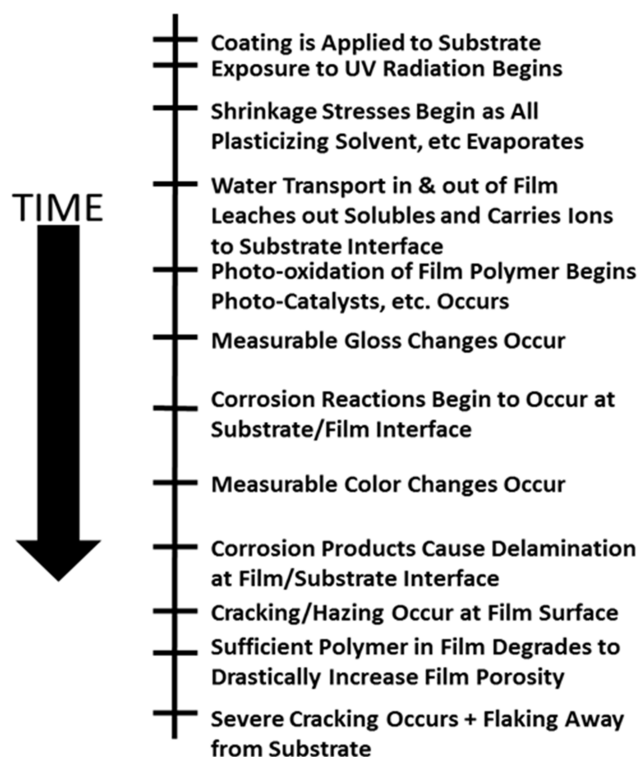 Coating is Applied to Substrate
Exposure to UV Radiation Begins
Shrinkage Stresses Begin as All
Plasticizing Solvent, etc Evaporates
TIME
Water Transport in & out of Film
Leaches out Solubles and Carries Ions
to Substrate Interface
Photo-oxidation of Film Polymer Begins
Photo-Catalysts, etc. Occurs
Measurable Gloss Changes Occur
Corrosion Reactions Begin to Occur at
Substrate/Film Interface
Measurable Color Changes Occur
Corrosion Products Cause Delamination
at Film/Substrate Interface
Cracking/Hazing Occur at Film Surface
Sufficient Polymer in Film Degrades to
Drastically Increase Film Porosity
Severe Cracking Occurs + Flaking Away
from Substrate